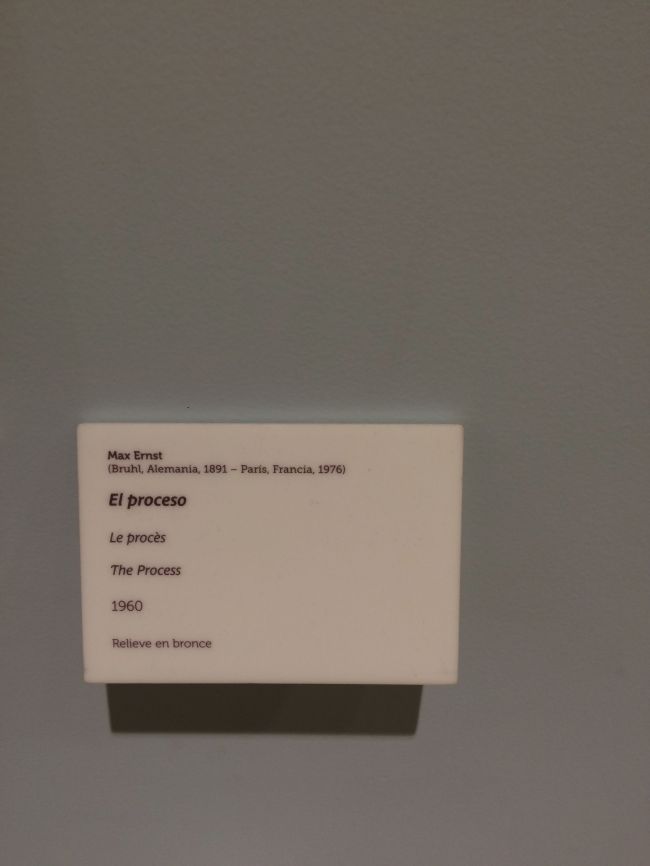 Max Ernst
(Bruhl, Alemania, 1891 – París, Francia, 1976)
El proceso
Le procès
The Process
1960
Relieve en bronce